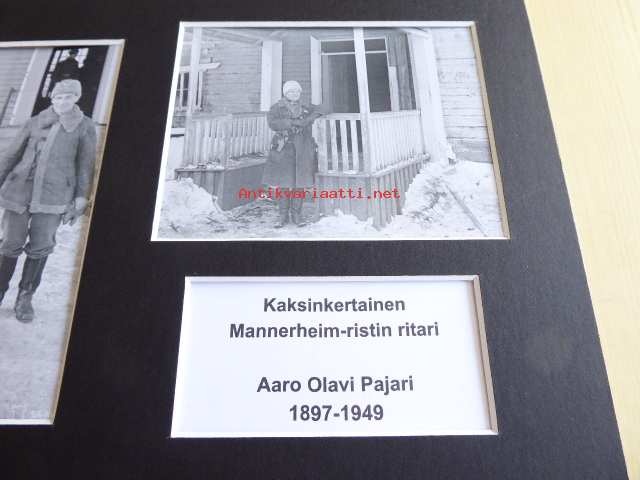 Antikvariaatti.net
Kaksinkertainen
Mannerheim-ristin ritari
Aaro Olavi Pajari
1897-1949